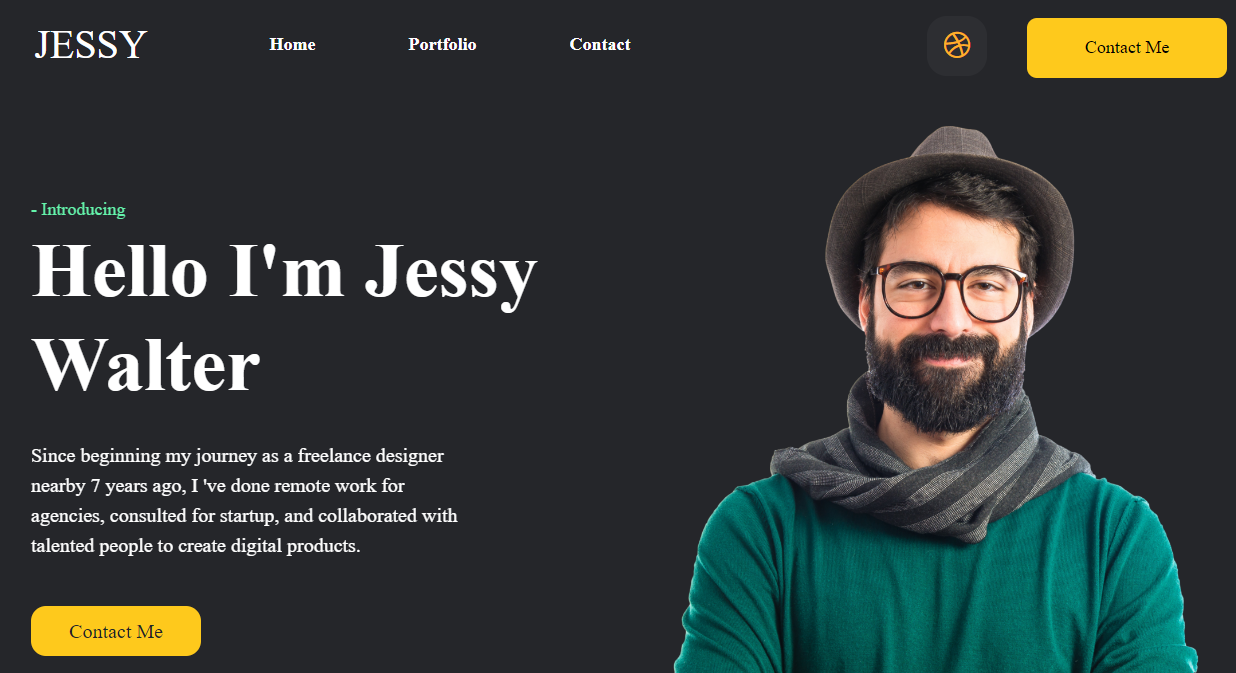 JESSY
Home
Portfolio
Contact
Contact Me
- Introducing
Hello I'm Jessy
Walter
Since beginning my journey as a freelance designer
nearby 7 years ago, I 've done remote work for
agencies, consulted for startup, and collaborated with
talented people to create digital products.
Contact Me